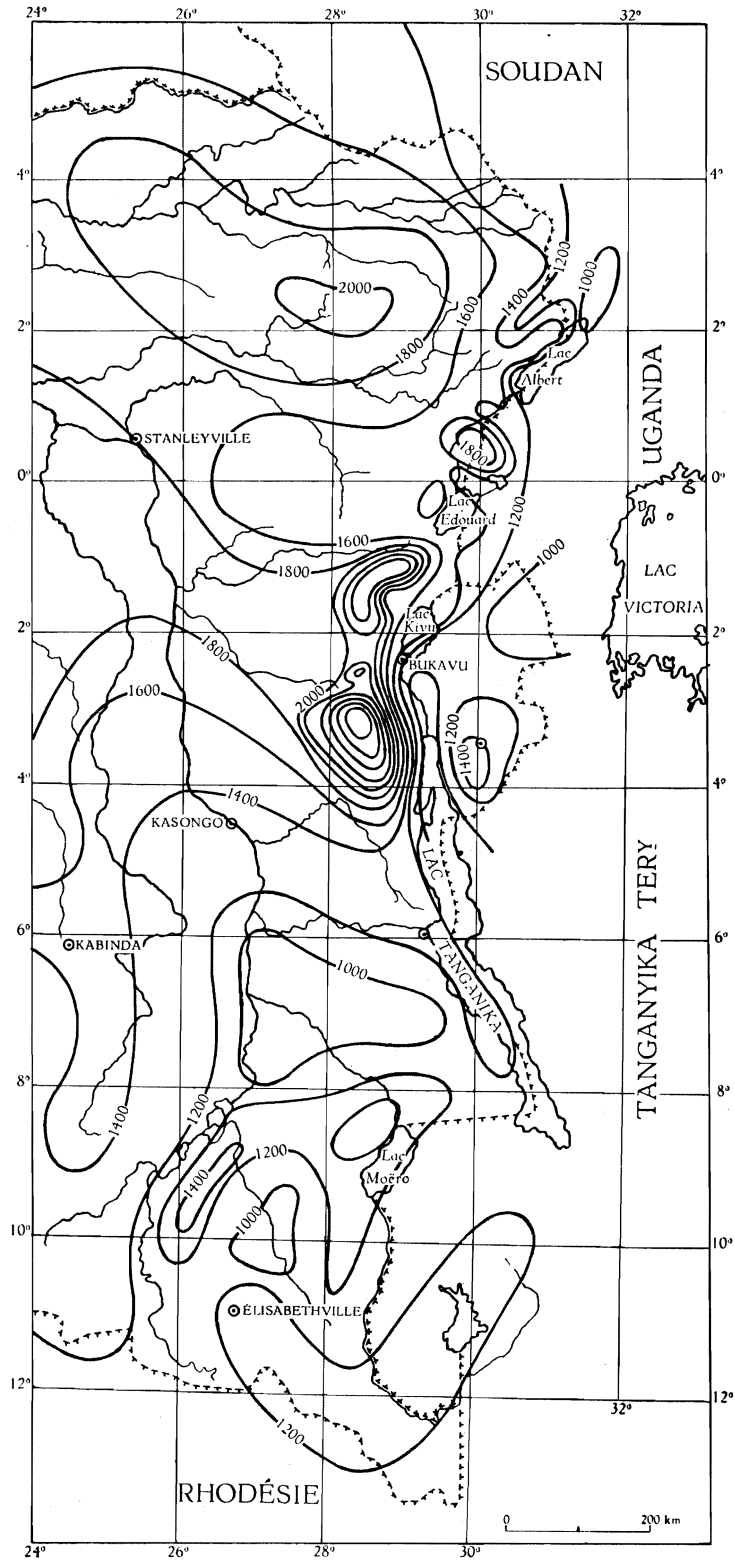 24° 26° 28° 30° 32°
SOUDAN
4° 4°
1200
1000
2000
1400
1600
2° 2°
1800
Lac
Albert
UGANDA
STANLEYVILLE
1800
0° 0°
Lac
Edouard
1200
1600
1000
1800
LAC
VICTORIA
Lac
Kivu
2° 2°
1800
BUKAVU
1600
2000
1200
1400
4° 4°
1400
KASONGO
LAC
TANGANIKA
TANGANYIKA TERY
6° 6°
KABINDA
1000
8° 8°
1200
1400
1200
Lac
Moëro
1400
1000
10° 10°
ÉLISABETHVILLE
12° 12°
32°
1200
RHODÉSIE
0 200 km
24° 26° 28° 30°